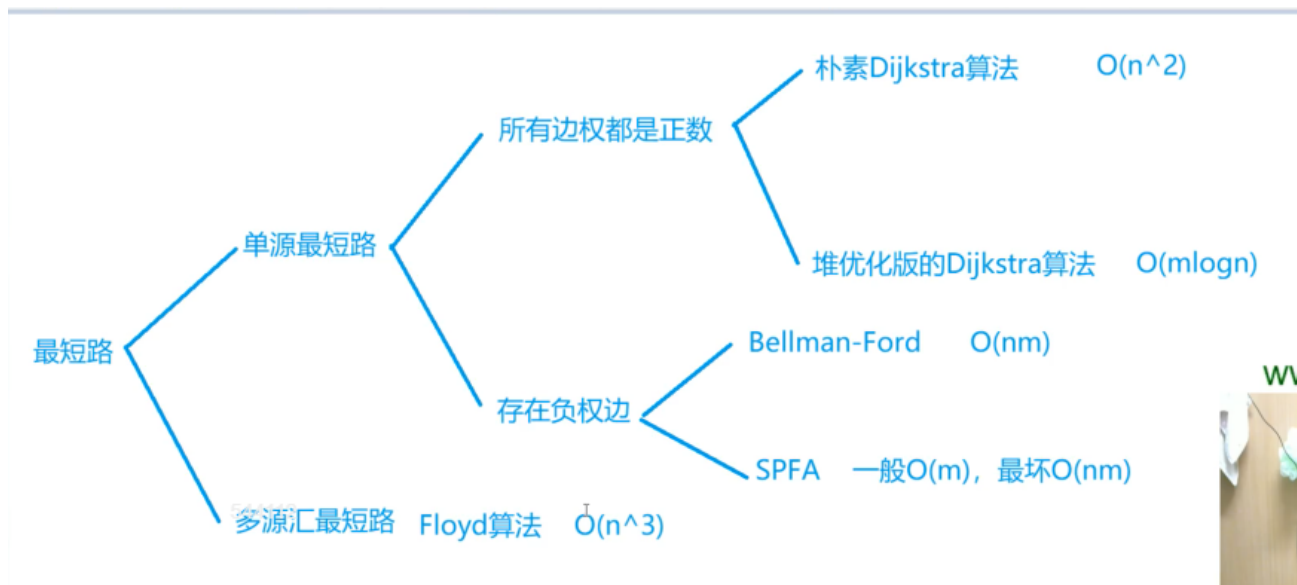 朴素Dijkstra算法 O(n^2)
所有边权都是正数
单源最短路
堆优化版的Dijkstra算法 O(mlogn)
最短路
Bellman-Ford O(nm)
存在负权边
SPFA 一般O(m)，最坏O(nm)
多源汇最短路 Floyd算法 O(n^3)